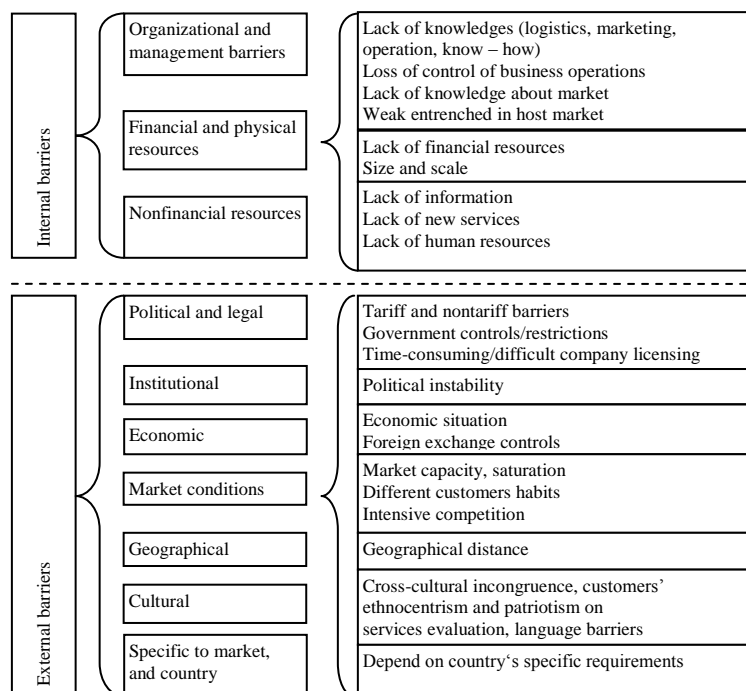 Internal barriers
Organizational and
management barriers
Lack of knowledges (logistics, marketing,
operation, know – how)
Loss of control of business operations
Lack of knowledge about market
Weak entrenched in host market
Financial and physical
resources
Lack of financial resources
Size and scale
Nonfinancial resources
Lack of information
Lack of new services
Lack of human resources
External barriers
Political and legal
Tariff and nontariff barriers
Government controls/restrictions
Time-consuming/difficult company licensing
Institutional
Political instability
Economic
Economic situation
Foreign exchange controls
Market conditions
Market capacity, saturation
Different customers habits
Intensive competition
Geographical
Geographical distance
Cultural
Cross-cultural incongruence, customers’
ethnocentrism and patriotism on
services evaluation, language barriers
Specific to market,
and country
Depend on country‘s specific requirements